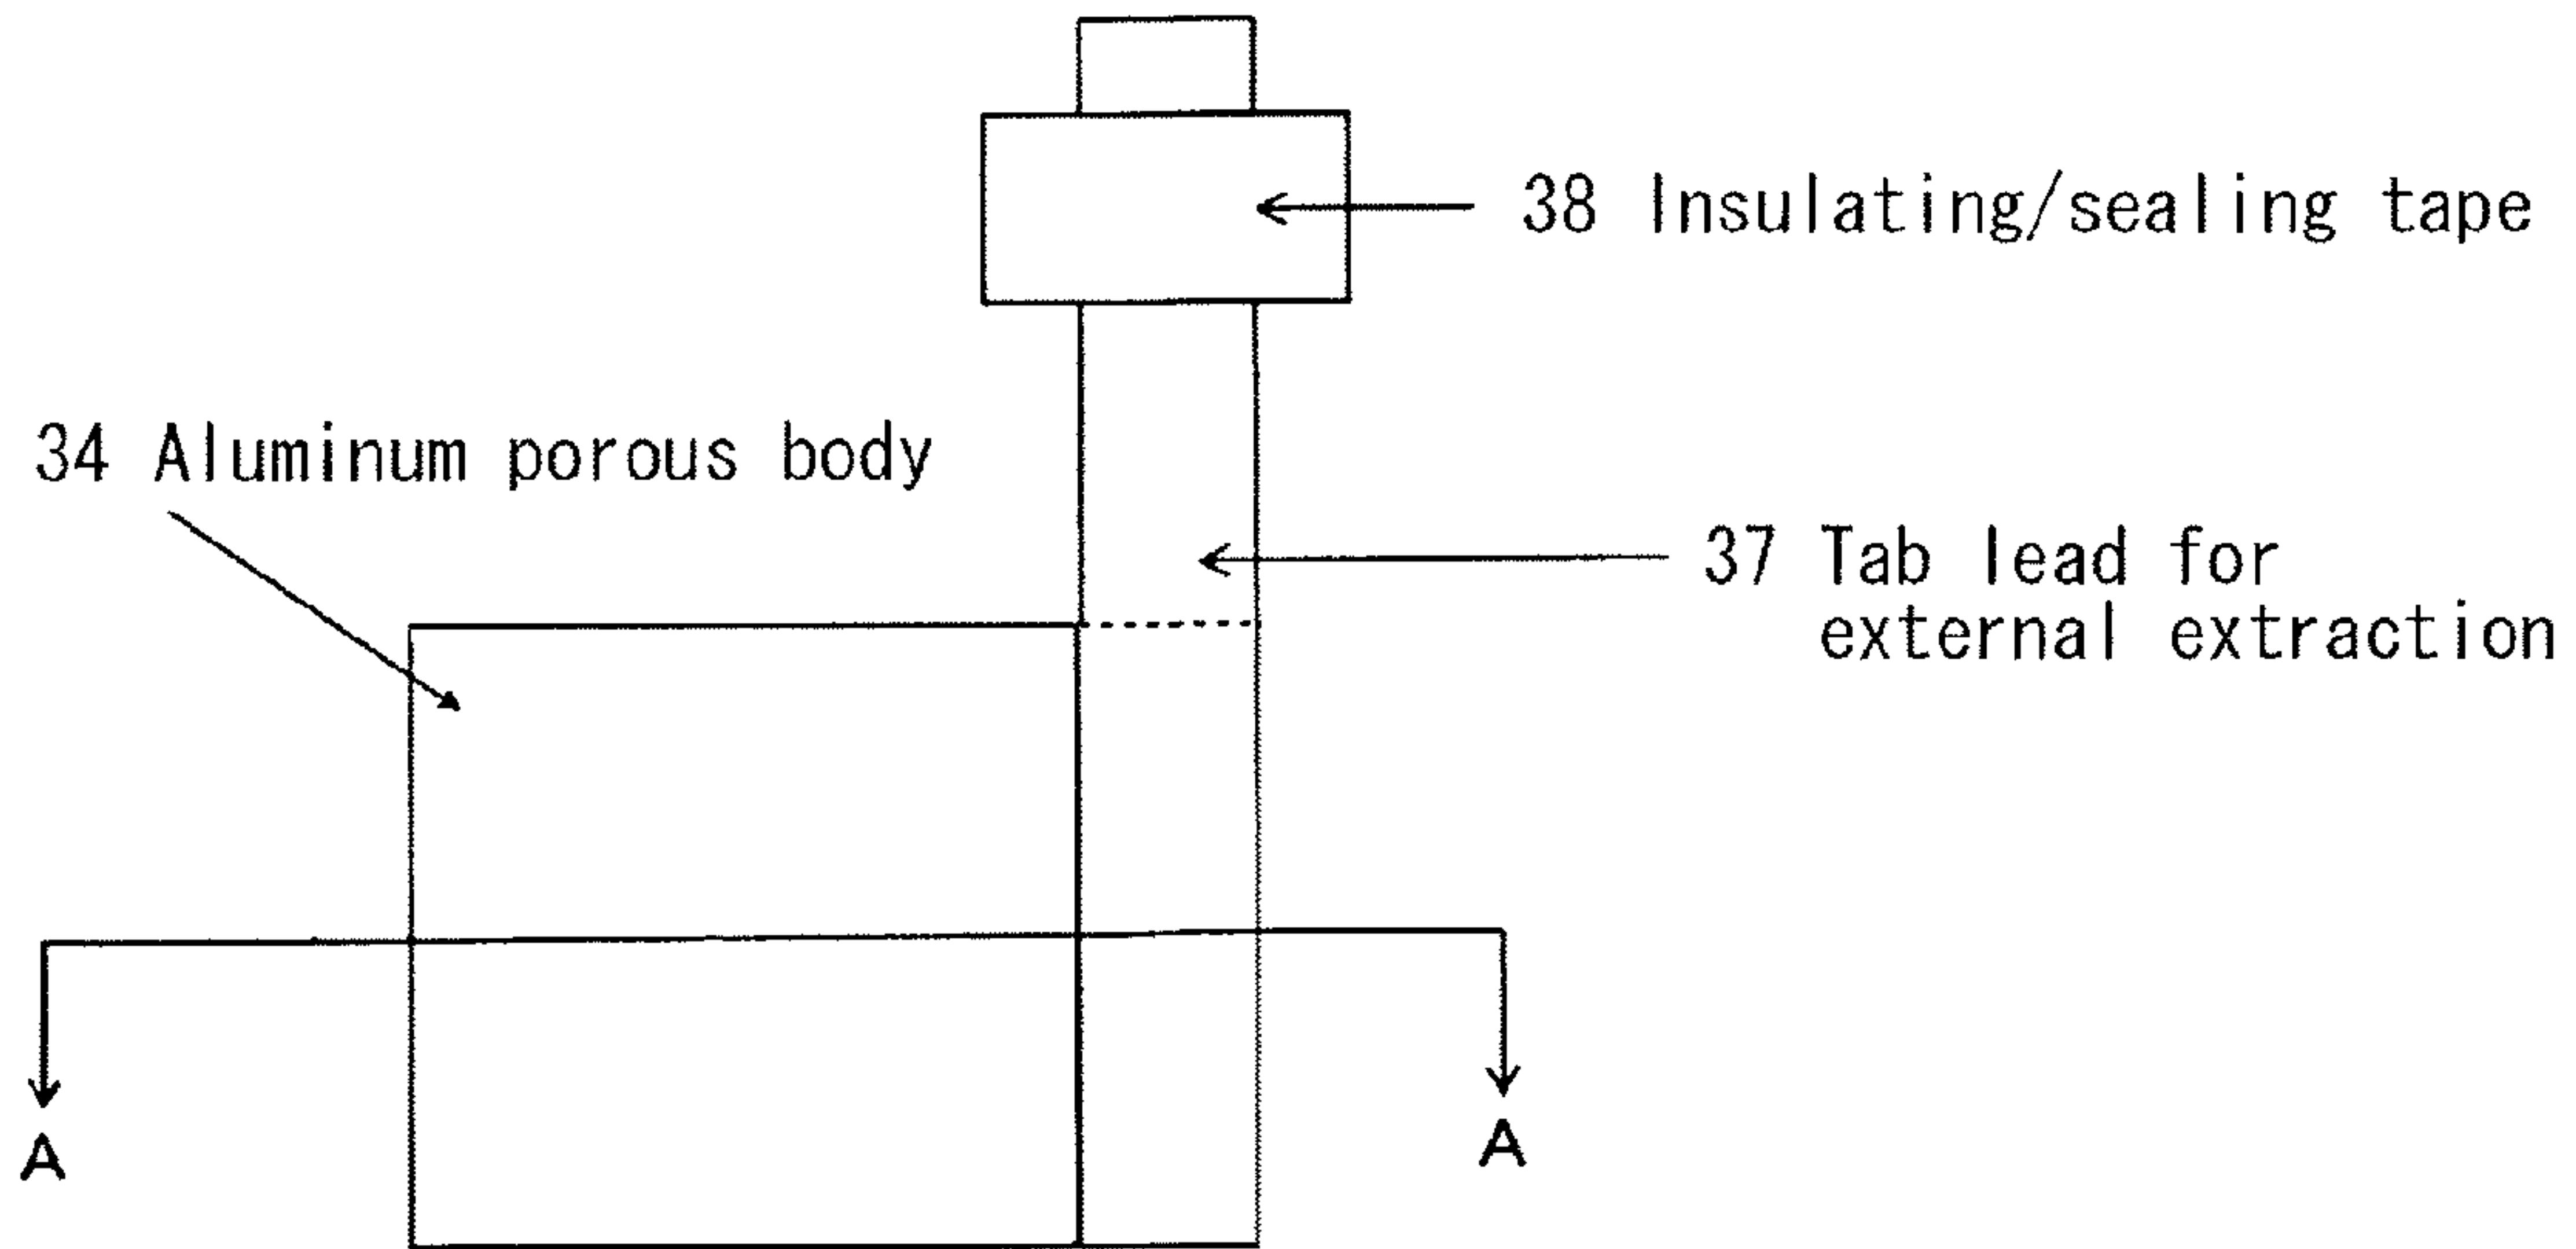 38 Insulating/sealing tape
34 Aluminum porous body
37 Tab lead for
external extraction
A
A